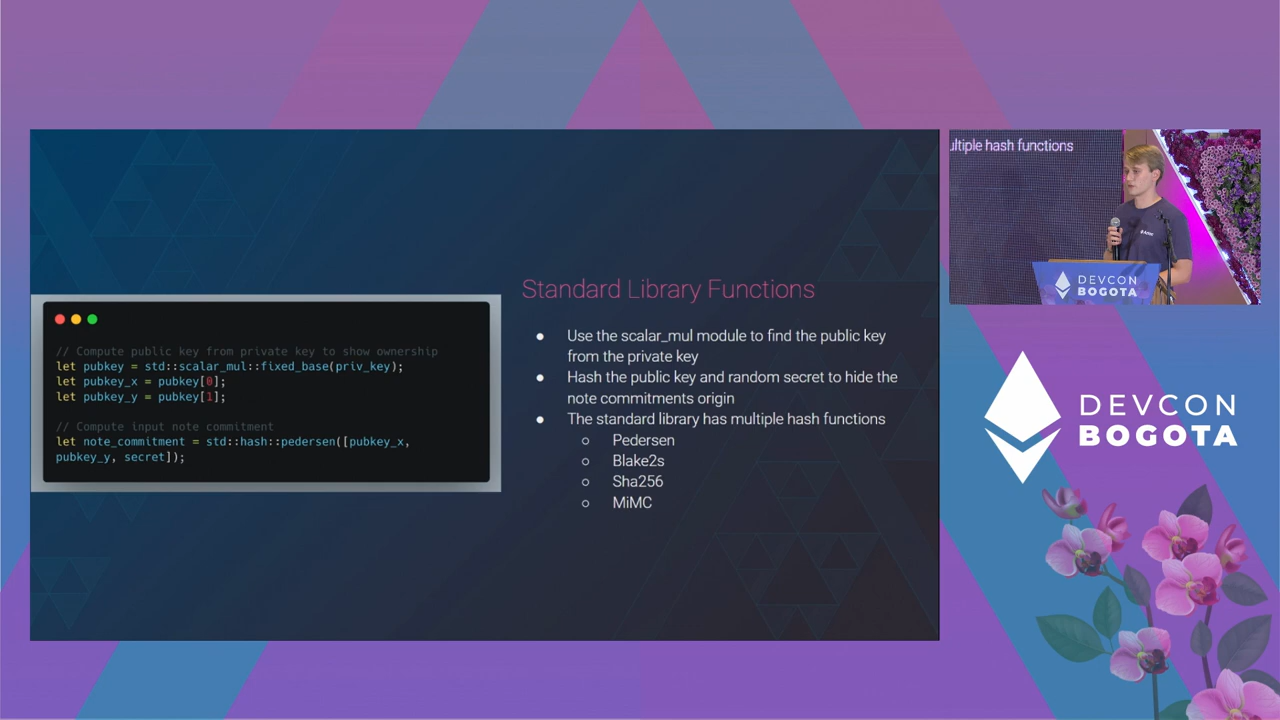 Standard Library Functions
● Use the scalar_mul module to find the public key
from the private key
● Hash the public key and random secret to hide the
note commitments origin
● The standard library has multiple hash functions
○ Pedersen
○ Blake2s
○ Sha256
○ MiMC
// Compute public key from private key to show ownership
let pubkey = std::scalar_mul::fixed_base(priv_key);
let pubkey_x = pubkey[0];
let pubkey_y = pubkey[1];
// Compute input note commitment
let note_commitment = std::hash::pedersen([pubkey_x,
pubkey_y, secret]);
ultiple hash functions
DEVCON
BOGOTA
DEVCON
BOGOTA